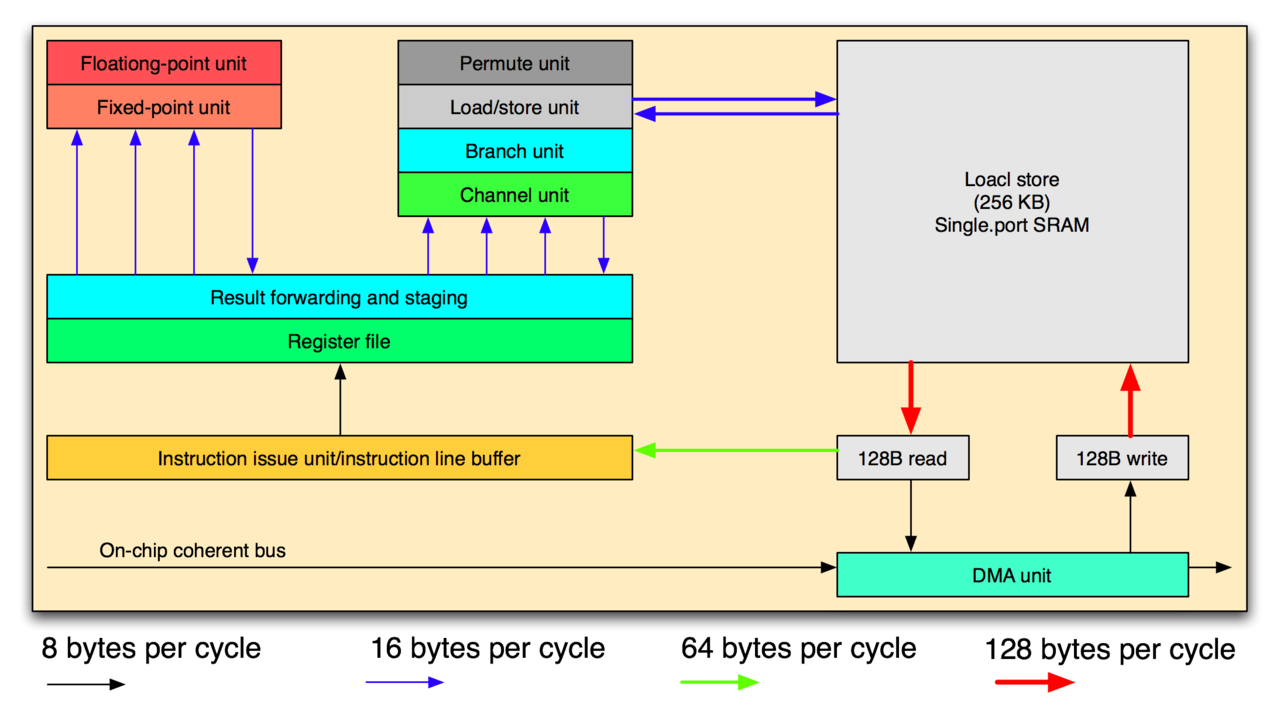 Floationg-point unit
Fixed-point unit
Permute unit
Load/store unit
Branch unit
Channel unit
Loacl store
(256 KB)
Single.port SRAM
Result forwarding and staging
Register file
Instruction issue unit/instruction line buffer
128B read
128B write
On-chip coherent bus
DMA unit
8 bytes per cycle
16 bytes per cycle
64 bytes per cycle
128 bytes per cycle